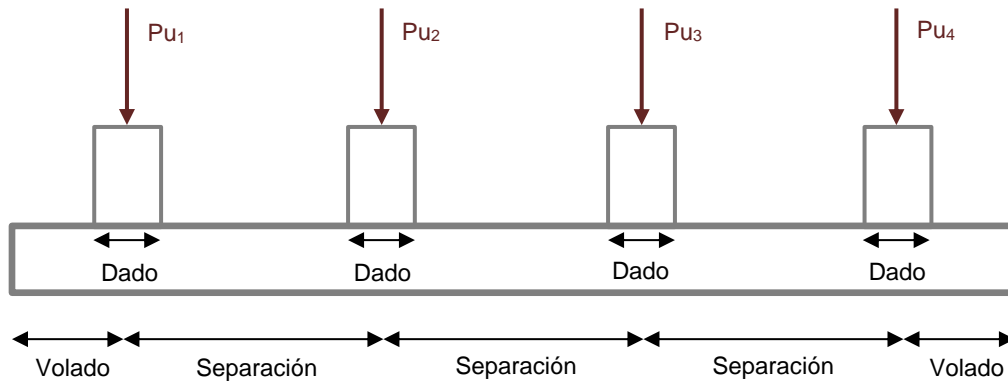 Pu₁ Pu₂ Pu₃ Pu₄
Dado Dado Dado Dado
Volado Separación Separación Separación Volado